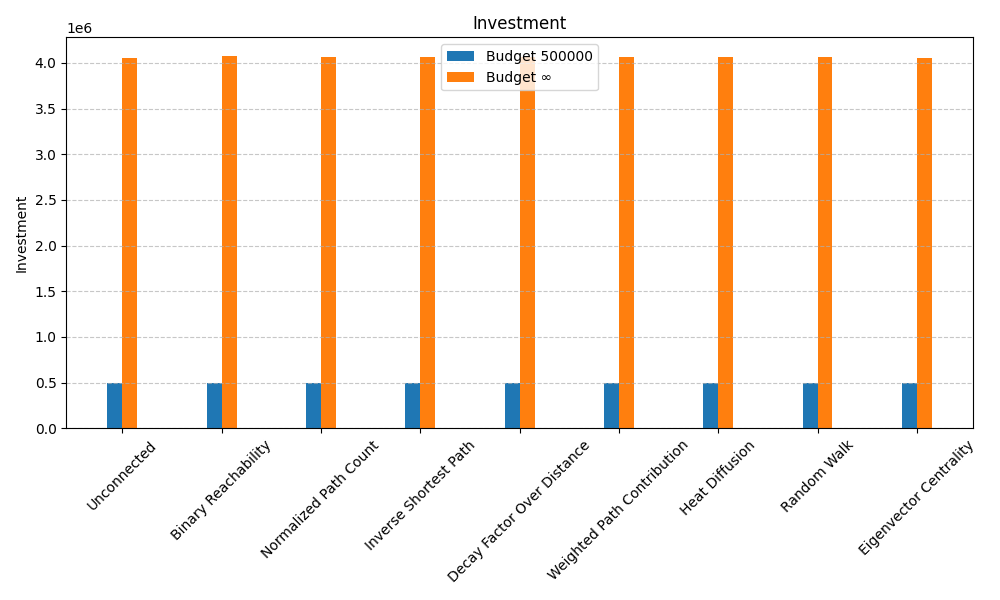 Investment
1e6
Budget 500000
Budget ∞
4.0
3.5
3.0
2.5
2.0
1.5
1.0
0.5
0.0
Investment
Unconnected
Binary Reachability
Normalized Path Count
Inverse Shortest Path
Decay Factor Over Distance
Weighted Path Contribution
Heat Diffusion
Random Walk
Eigenvector Centrality